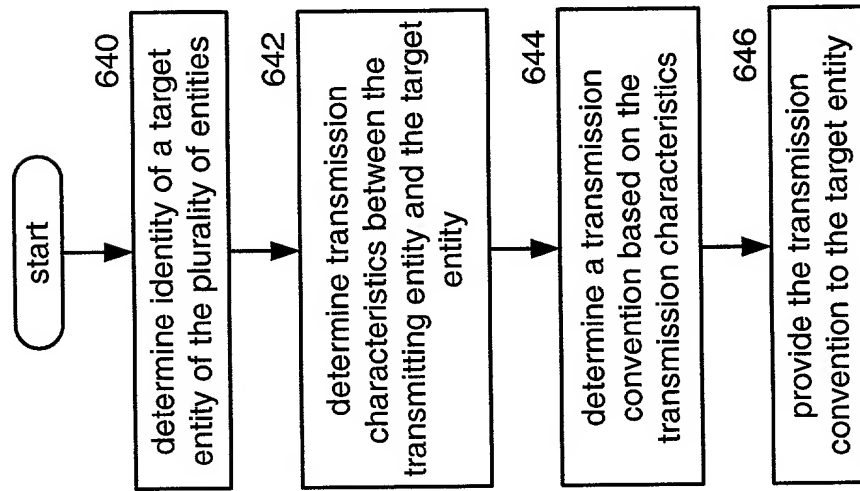 start
640
determine identity of a target
entity of the plurality of entities
642
determine transmission
characteristics between the
transmitting entity and the target
entity
644
determine a transmission
convention based on the
transmission characteristics
646
provide the transmission
convention to the target entity